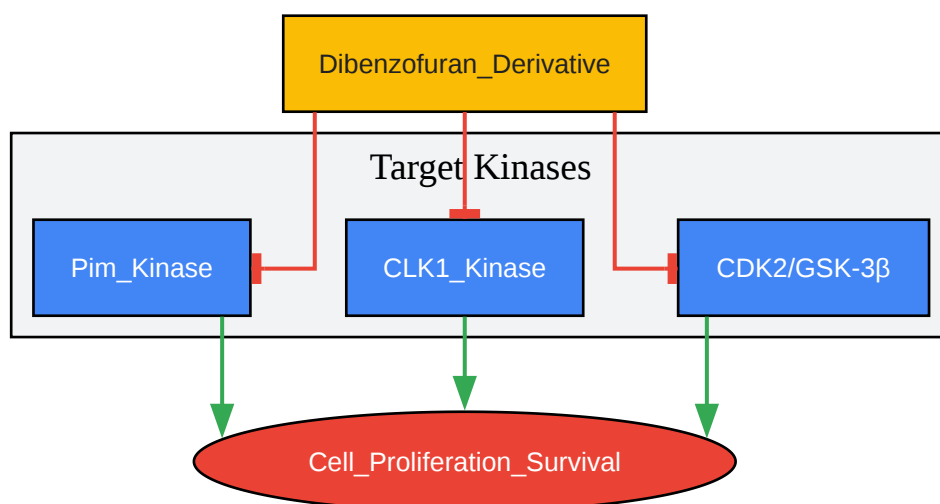 Dibenzofuran_Derivative
Target Kinases
Pim_Kinase
CLK1_Kinase
CDK2/GSK-3β
Cell_Proliferation_Survival